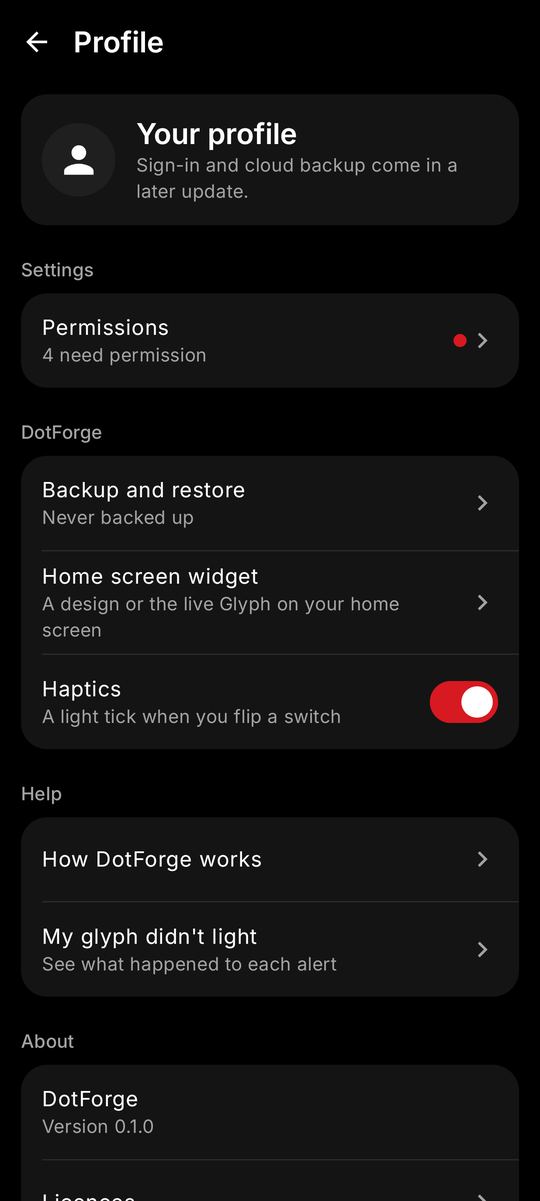 Profile
Your profile
Sign-in and cloud backup come in a
later update.
Settings
Permissions
4 need permission
DotForge
Backup and restore
Never backed up
Home screen widget
A design or the live Glyph on your home
screen
Haptics
A light tick when you flip a switch
Help
How DotForge works
My glyph didn't light
See what happened to each alert
About
DotForge
Version 0.1.0
Licences